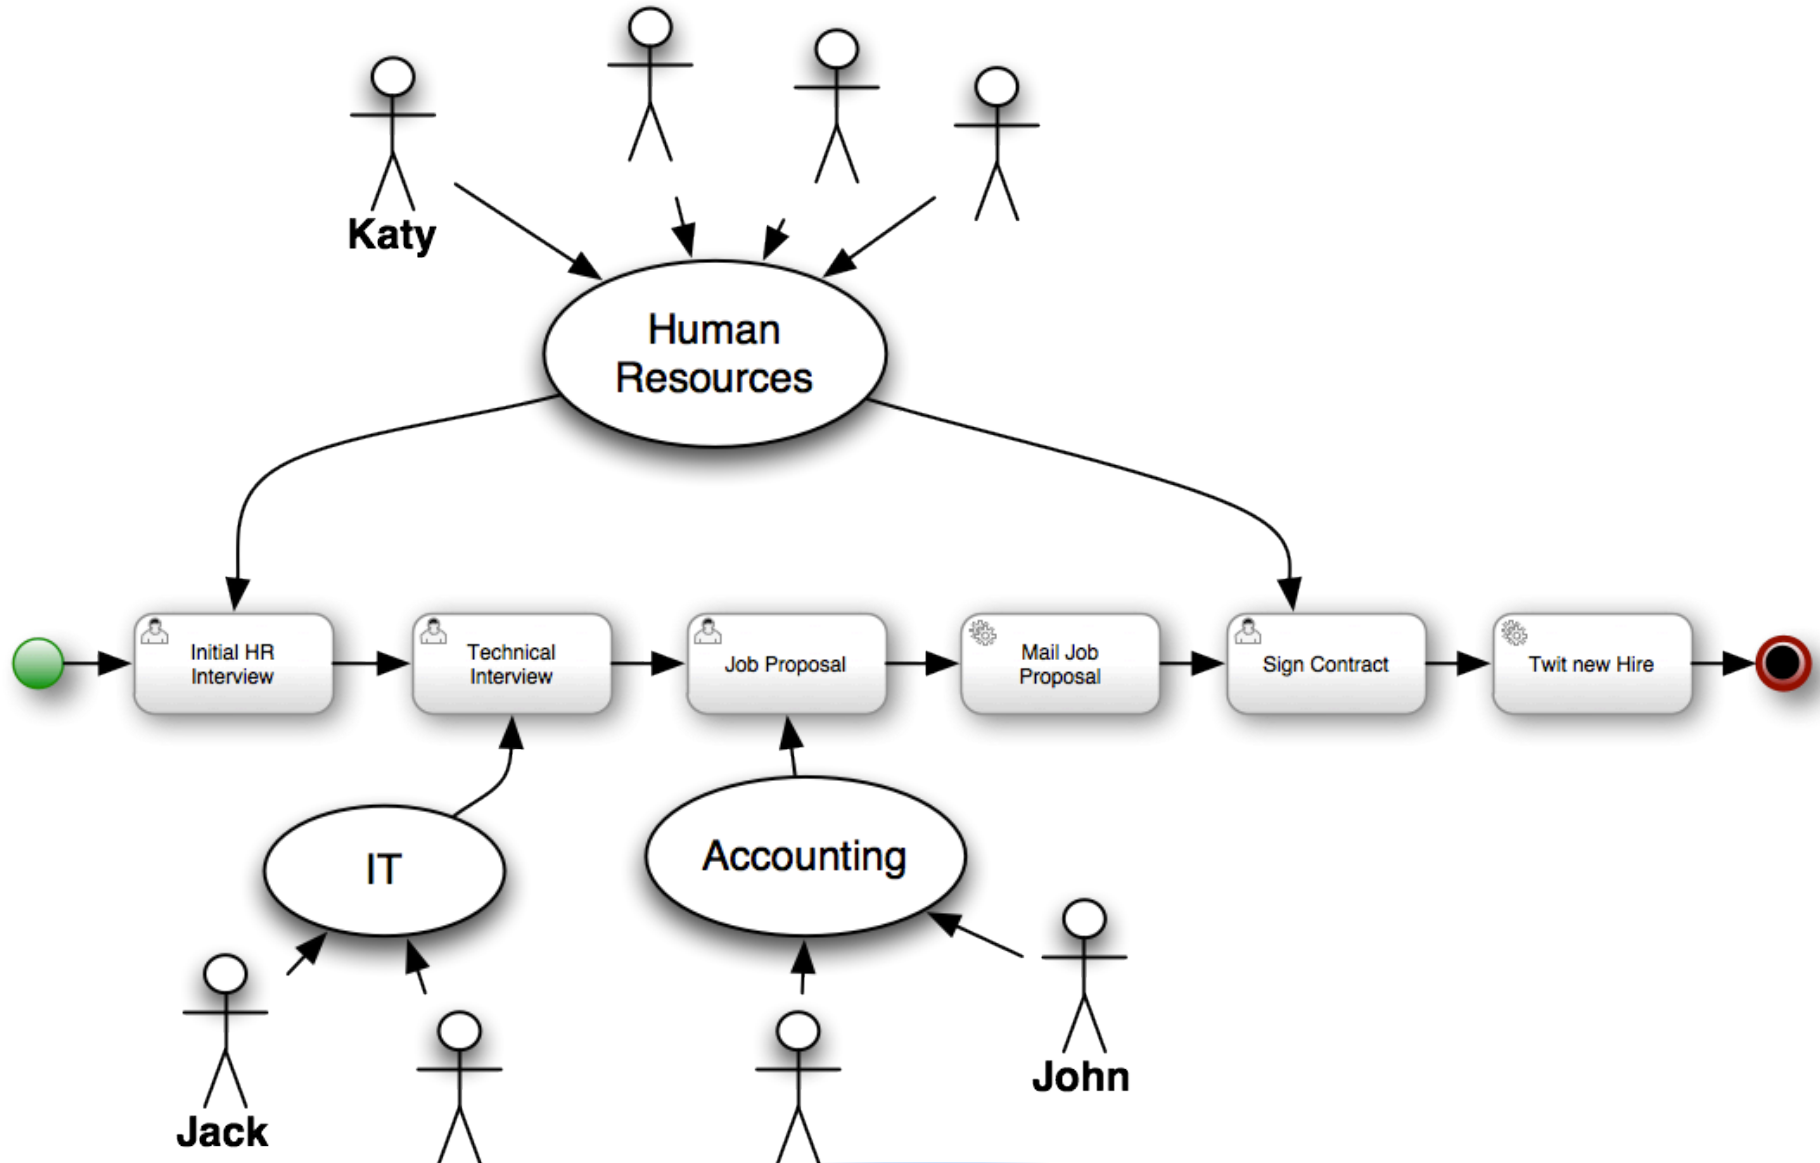 Katy
Human
Resources
Initial HR
Interview
Technical
Interview
Job Proposal
Mail Job
Proposal
Sign Contract
Twit new Hire
IT
Accounting
Jack
John